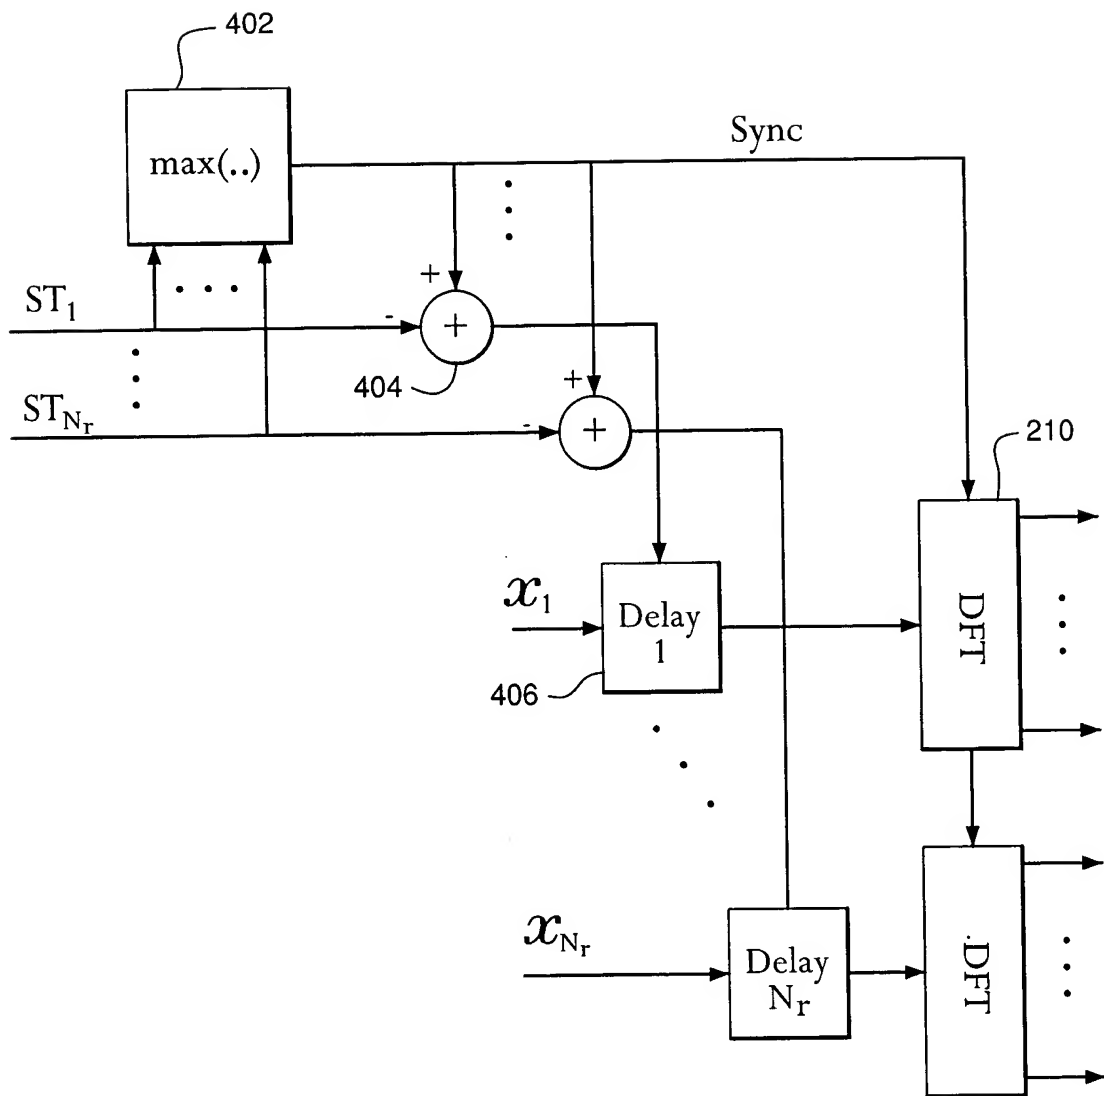 402
max(..)
Sync
ST1
+
+
-
404
STNr
+
+
-
210
x1
Delay
1
406
DFT
xNr
Delay
Nr
DFT